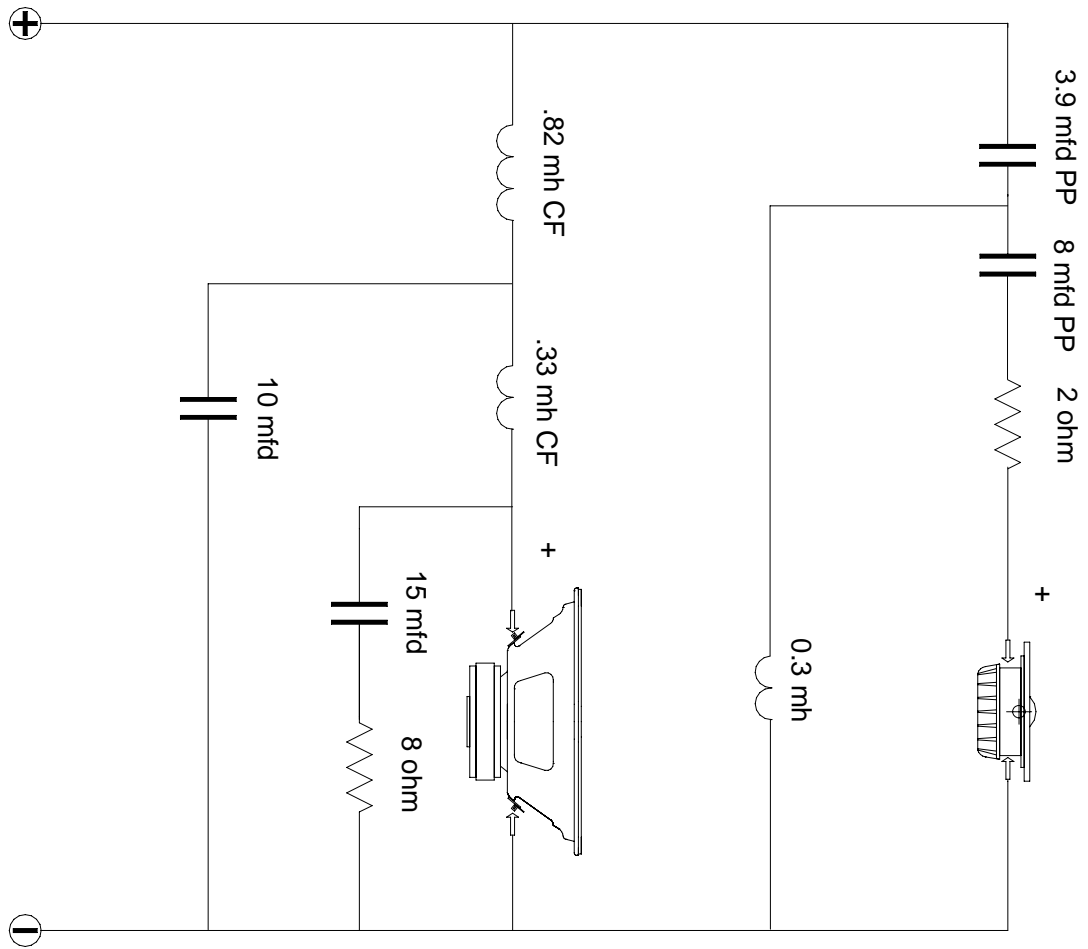 3.9 mfd PP
8 mfd PP
2 ohm
+
0.3 mh
.82 mh CF
.33 mh CF
+
15 mfd
8 ohm
10 mfd
+
−